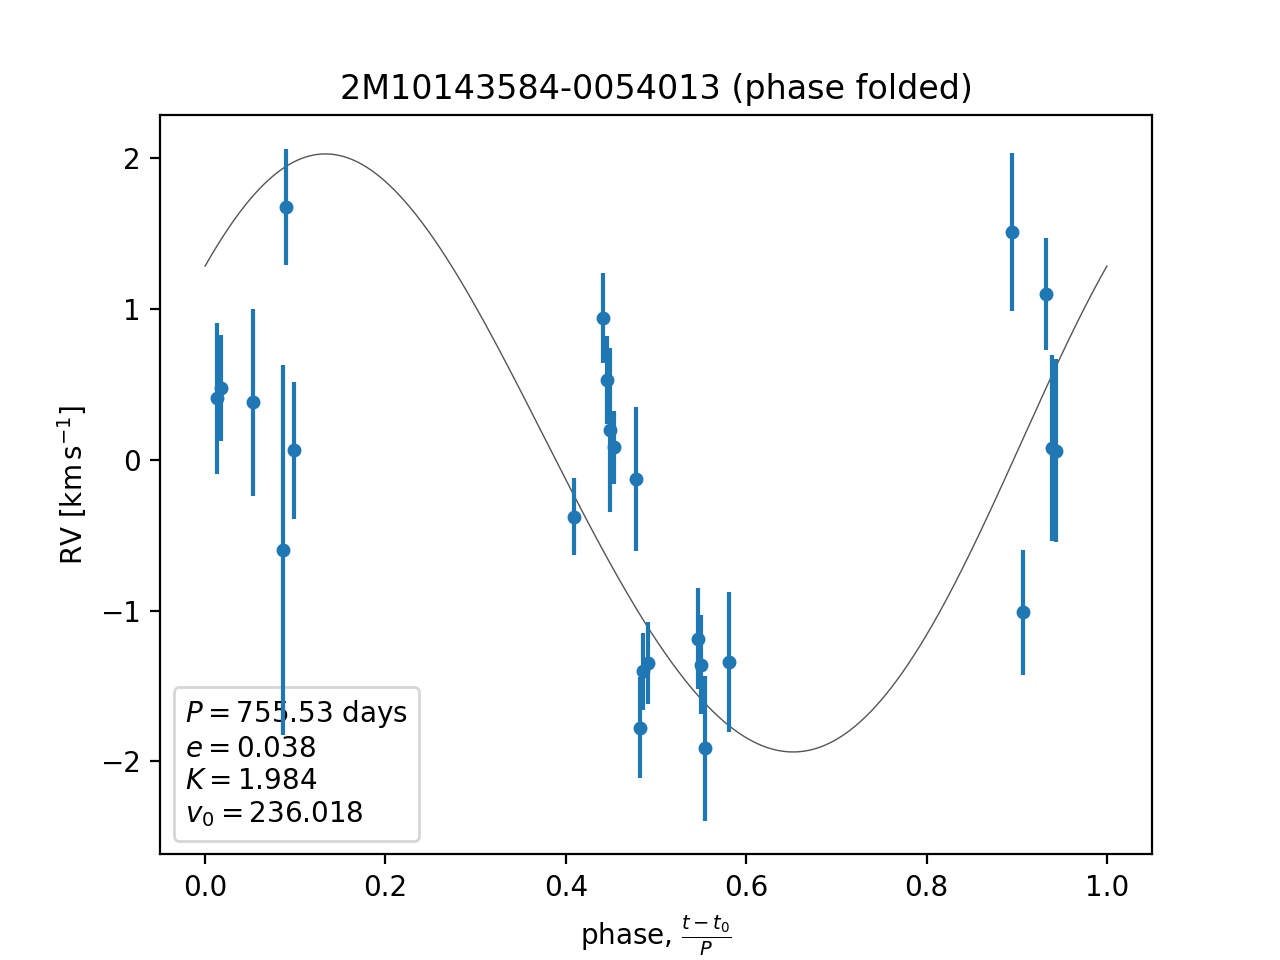 2M10143584-0054013 (phase folded)
RV [km s⁻¹]
2
1
0
−1
−2
P = 755.53 days
e = 0.038
K = 1.984
v₀ = 236.018
0.0 0.2 0.4 0.6 0.8 1.0
phase, (t − t₀)/P